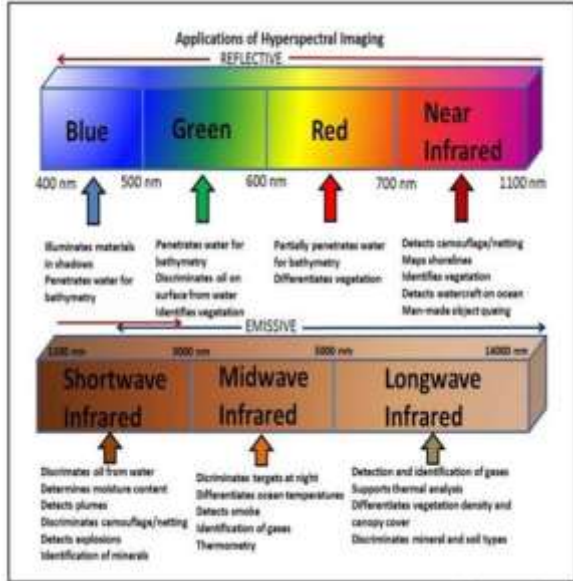 Applications of Hyperspectral Imaging
REFLECTIVE
Blue
Green
Red
Near
Infrared
400 nm
500 nm
600 nm
700 nm
1100 nm
Illuminates materials
in shadows
Penetrates water for
bathymetry
Penetrates water for
bathymetry
Discriminates oil on
surface from water
Identifies vegetation
Partially penetrates water
for bathymetry
Differentiates vegetation
Detects camouflage/netting
Maps shorelines
Identifies vegetation
Detects watercraft on ocean
Man-made object queing
EMISSIVE
nm
3000 nm
5000 nm
14000 nm
Shortwave
Infrared
Midwave
Infrared
Longwave
Infrared
Discrimates oil from water
Determines moisture content
Detects plumes
Discriminates camouflage/netting
Detects explosions
Identification of minerals
Dicriminates targets at night
Differentiates ocean temperatures
Detects smoke
Identification of gases
Thermometry
Detection and identification of gases
Supports thermal analysis
Differentiates vegetation density and
canopy cover
Discriminates mineral and soil types